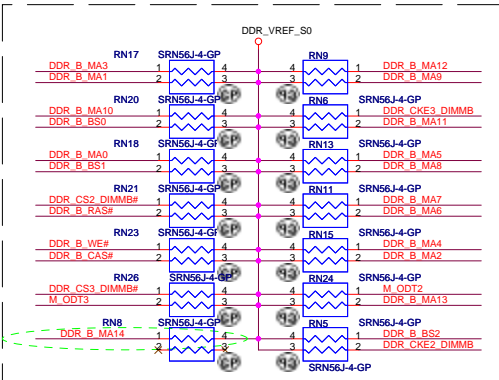 DDR_VREF_S0
RN17 SRN56J-4-GP RN9
DDR_B_MA3 1 4 4 1 DDR_B_MA12
DDR_B_MA1 2 3 3 2 DDR_B_MA9
RN20 SRN56J-4-GP RN6 SRN56J-4-GP
DDR_B_MA10 1 4 4 1 DDR_CKE3_DIMMB
DDR_B_BS0 2 3 3 2 DDR_B_MA11
RN18 SRN56J-4-GP RN13 SRN56J-4-GP
DDR_B_MA0 1 4 4 1 DDR_B_MA5
DDR_B_BS1 2 3 3 2 DDR_B_MA8
RN21 SRN56J-4-GP RN11 SRN56J-4-GP
DDR_CS2_DIMMB# 1 4 4 1 DDR_B_MA7
DDR_B_RAS# 2 3 3 2 DDR_B_MA6
RN23 SRN56J-4-GP RN15 SRN56J-4-GP
DDR_B_WE# 1 4 4 1 DDR_B_MA4
DDR_B_CAS# 2 3 3 2 DDR_B_MA2
RN26 SRN56J-4-GP RN24 SRN56J-4-GP
DDR_CS3_DIMMB# 1 4 4 1 M_ODT2
M_ODT3 2 3 3 2 DDR_B_MA13
RN8 SRN56J-4-GP RN5
DDR_B_MA14 1 4 4 1 DDR_B_BS2
2 3 3 2 DDR_CKE2_DIMMB
SRN56J-4-GP